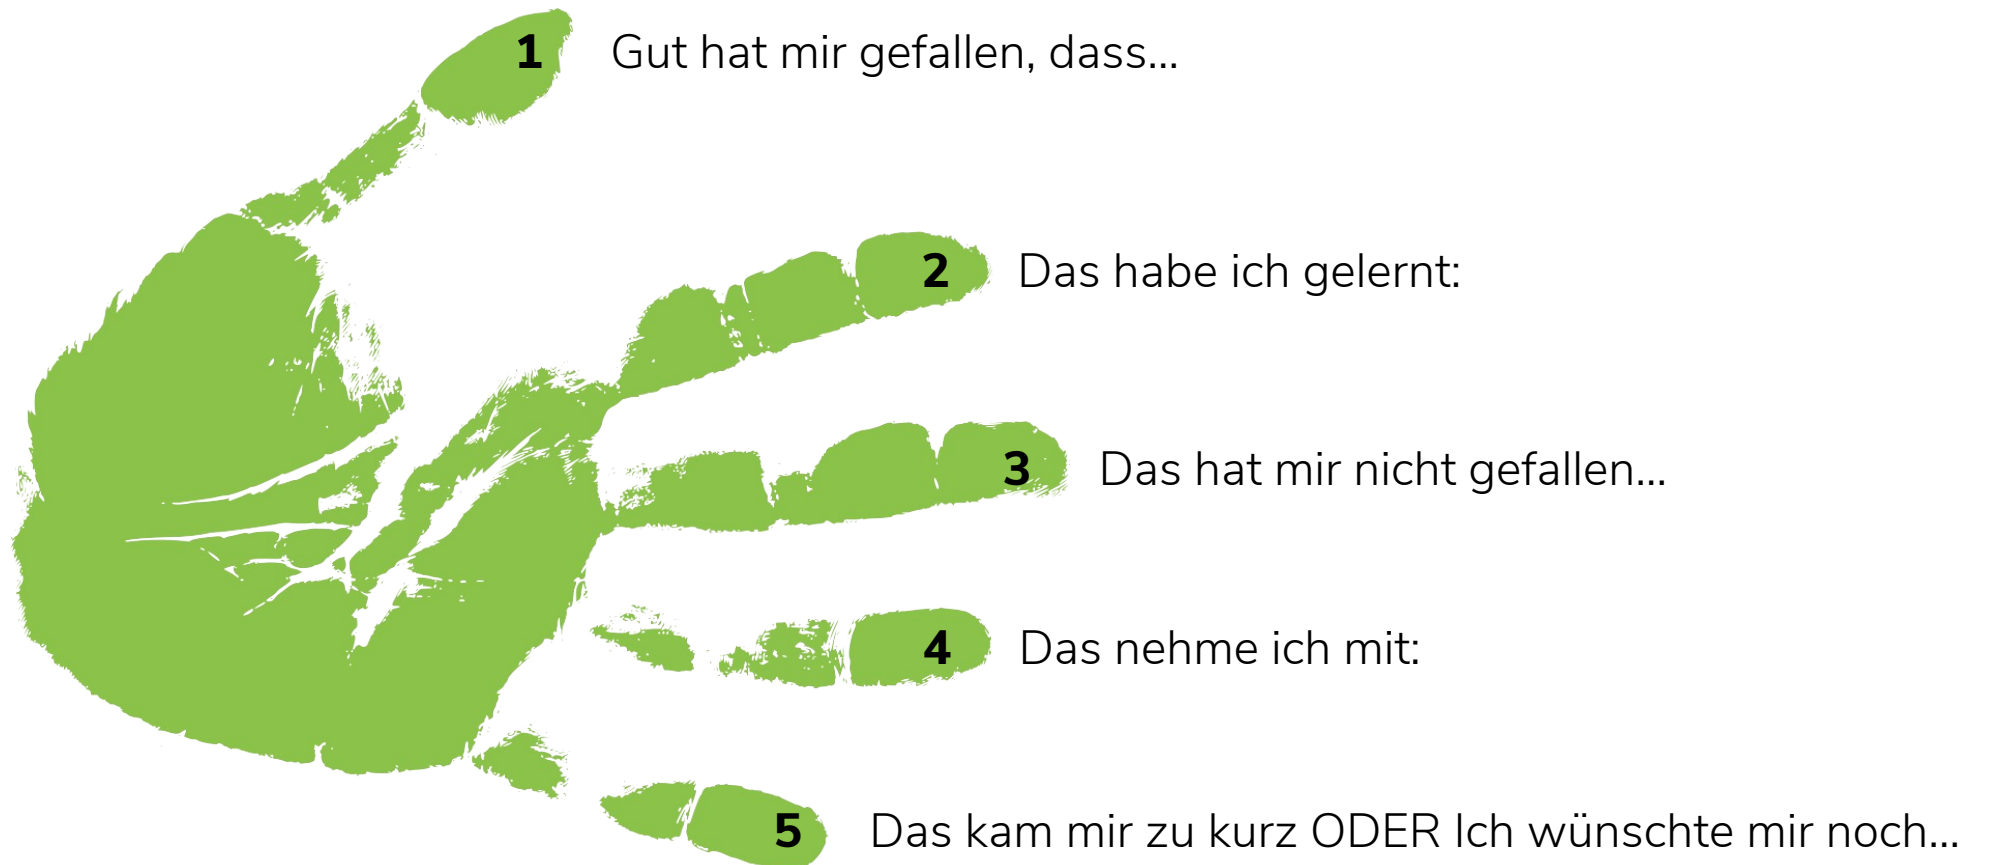 1 Gut hat mir gefallen, dass...
2 Das habe ich gelernt:
3 Das hat mir nicht gefallen...
4 Das nehme ich mit:
5 Das kam mir zu kurz ODER Ich wünschte mir noch...